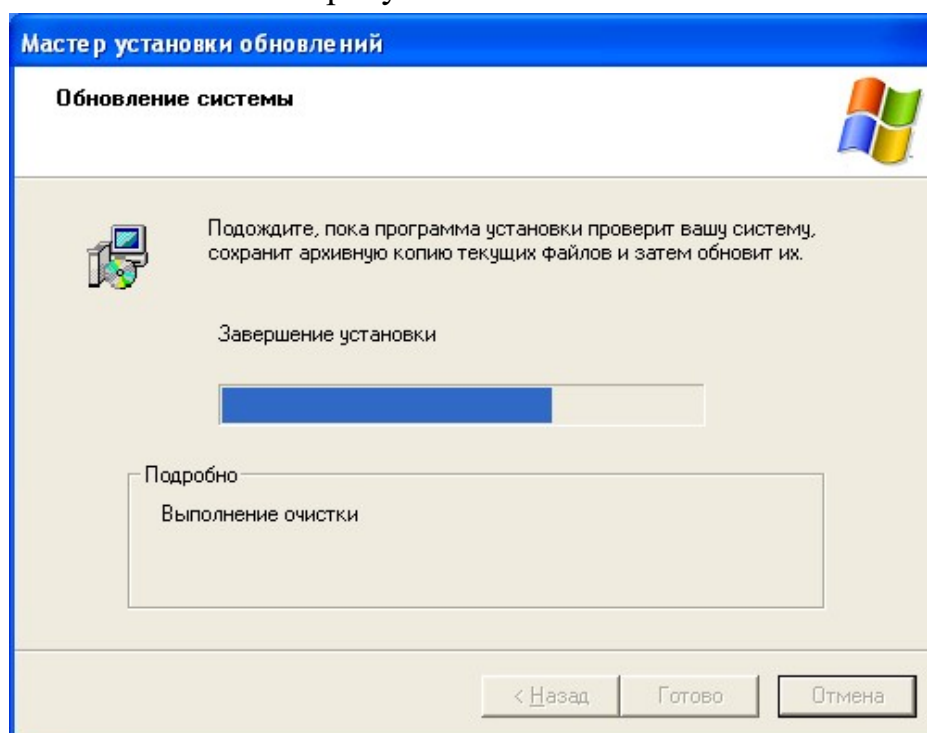 Мастер установки обновлений
Обновление системы
Подождите, пока программа установки проверит вашу систему,
сохранит архивную копию текущих файлов и затем обновит их.
Завершение установки
Подробно
Выполнение очистки
< Назад Готово Отмена